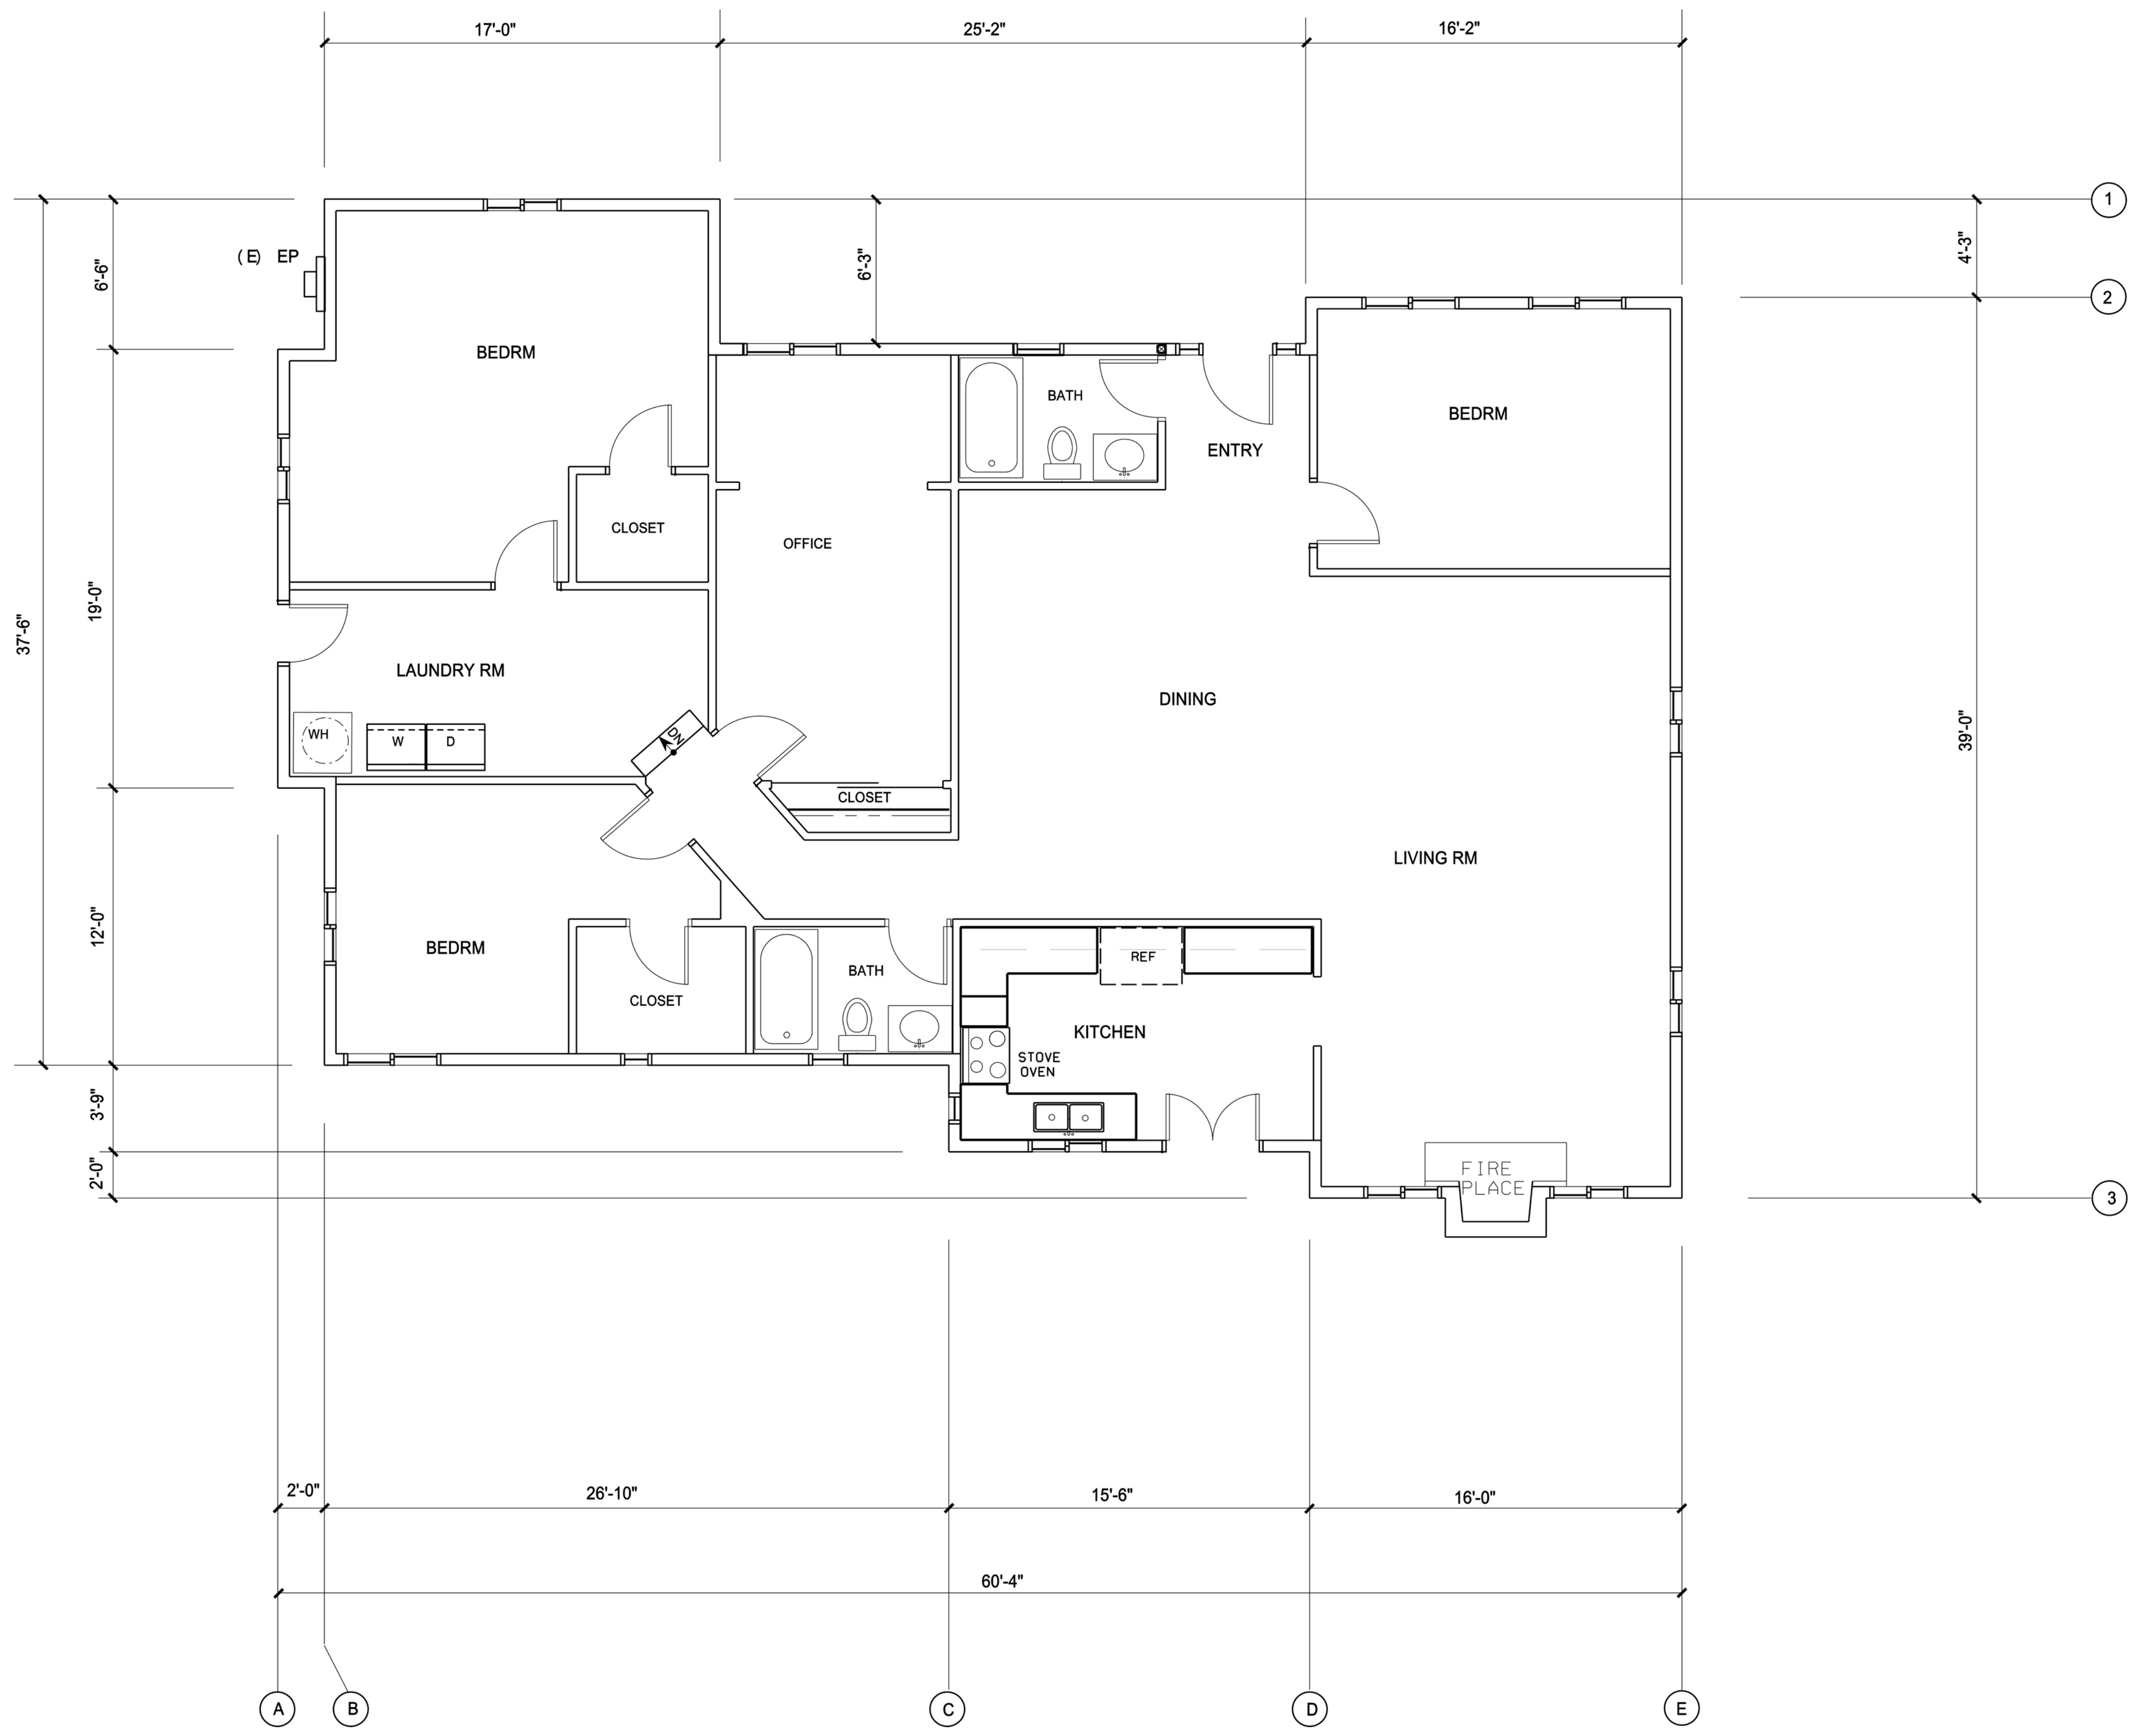 17'-0"
25'-2"
16'-2"
1
(E) EP
6'-6"
6'-3"
4'-3"
2
BEDRM
BATH
BEDRM
ENTRY
CLOSET
OFFICE
37'-6"
19'-0"
LAUNDRY RM
DINING
39'-0"
WH
W
D
DN
CLOSET
LIVING RM
12'-0"
BEDRM
REF
BATH
CLOSET
KITCHEN
STOVE
OVEN
3'-9"
2'-0"
FIRE
PLACE
3
2'-0"
26'-10"
15'-6"
16'-0"
60'-4"
A
B
C
D
E